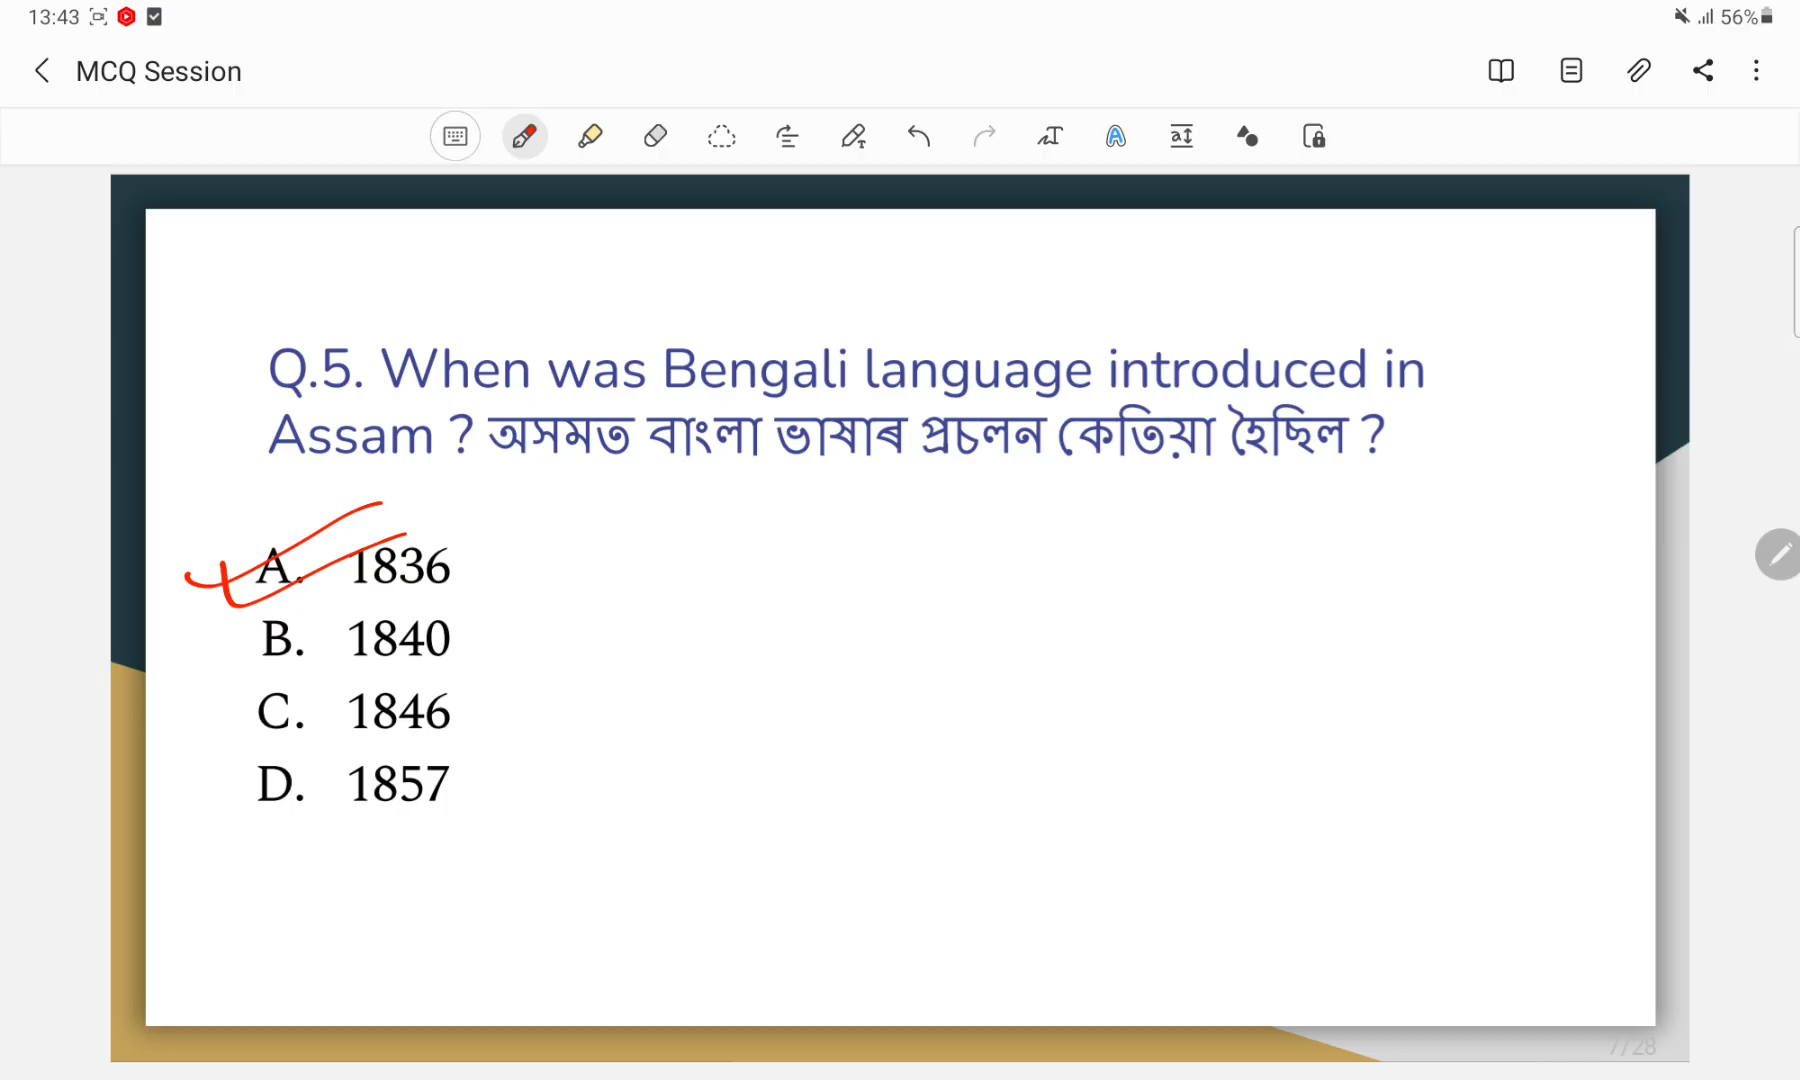 13:43
56%
MCQ Session
Q.5. When was Bengali language introduced in
Assam ? অসমত বাংলা ভাষাৰ প্ৰচলন কেতিয়া হৈছিল ?
A. 1836
B. 1840
C. 1846
D. 1857
7/28